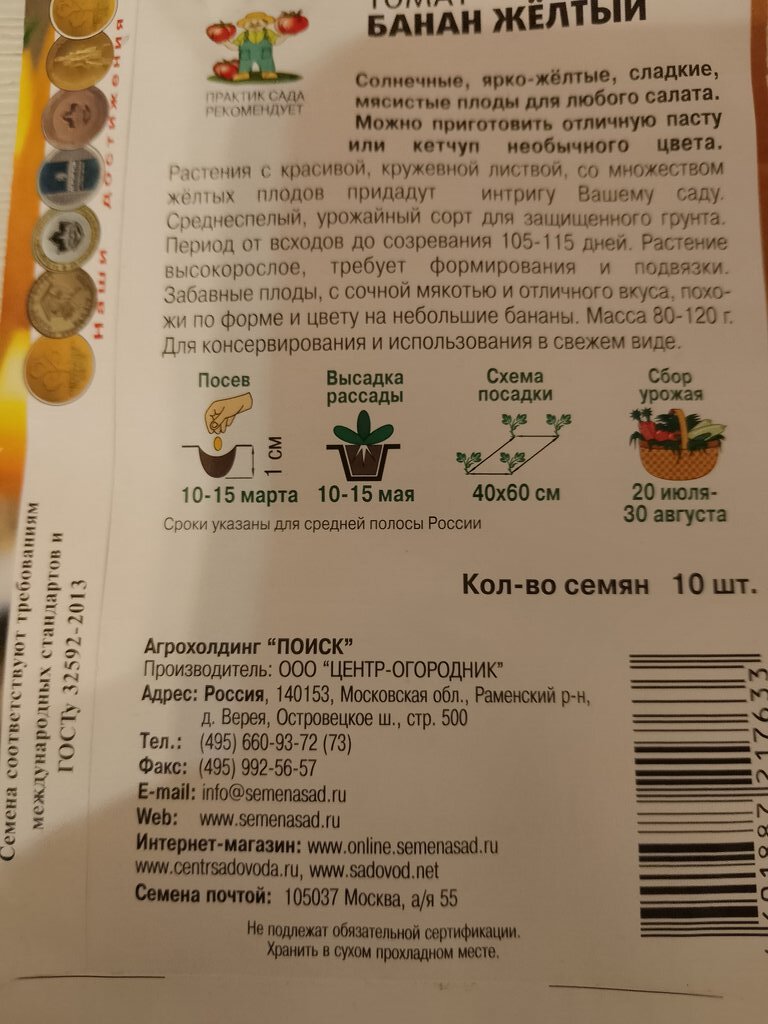 ТОМАТ
БАНАН ЖЁЛТЫЙ
ПРАКТИК САДА
РЕКОМЕНДУЕТ
Солнечные, ярко-жёлтые, сладкие,
мясистые плоды для любого салата.
Можно приготовить отличную пасту
или кетчуп необычного цвета.
Растения с красивой, кружевной листвой, со множеством
жёлтых плодов придадут интригу Вашему саду.
Среднеспелый, урожайный сорт для защищенного грунта.
Период от всходов до созревания 105-115 дней. Растение
высокорослое, требует формирования и подвязки.
Забавные плоды, с сочной мякотью и отличного вкуса, похо-
жи по форме и цвету на небольшие бананы. Масса 80-120 г.
Для консервирования и использования в свежем виде.
Посев
1 см
10-15 марта
Высадка
рассады
10-15 мая
Схема
посадки
40х60 см
Сбор
урожая
20 июля-
30 августа
Сроки указаны для средней полосы России
Кол-во семян 10 шт.
Агрохолдинг “ПОИСК”
Производитель: ООО “ЦЕНТР-ОГОРОДНИК”
Адрес: Россия, 140153, Московская обл., Раменский р-н,
д. Верея, Островецкое ш., стр. 500
Тел.: (495) 660-93-72 (73)
Факс: (495) 992-56-57
E-mail: info@semenasad.ru
Web: www.semenasad.ru
Интернет-магазин: www.online.semenasad.ru
www.centrsadovoda.ru, www.sadovod.net
Семена почтой: 105037 Москва, а/я 55
Не подлежат обязательной сертификации.
Хранить в сухом прохладном месте.
Наши достижения
Семена соответствуют требованиям
международных стандартов и
ГОСТу 32592-2013